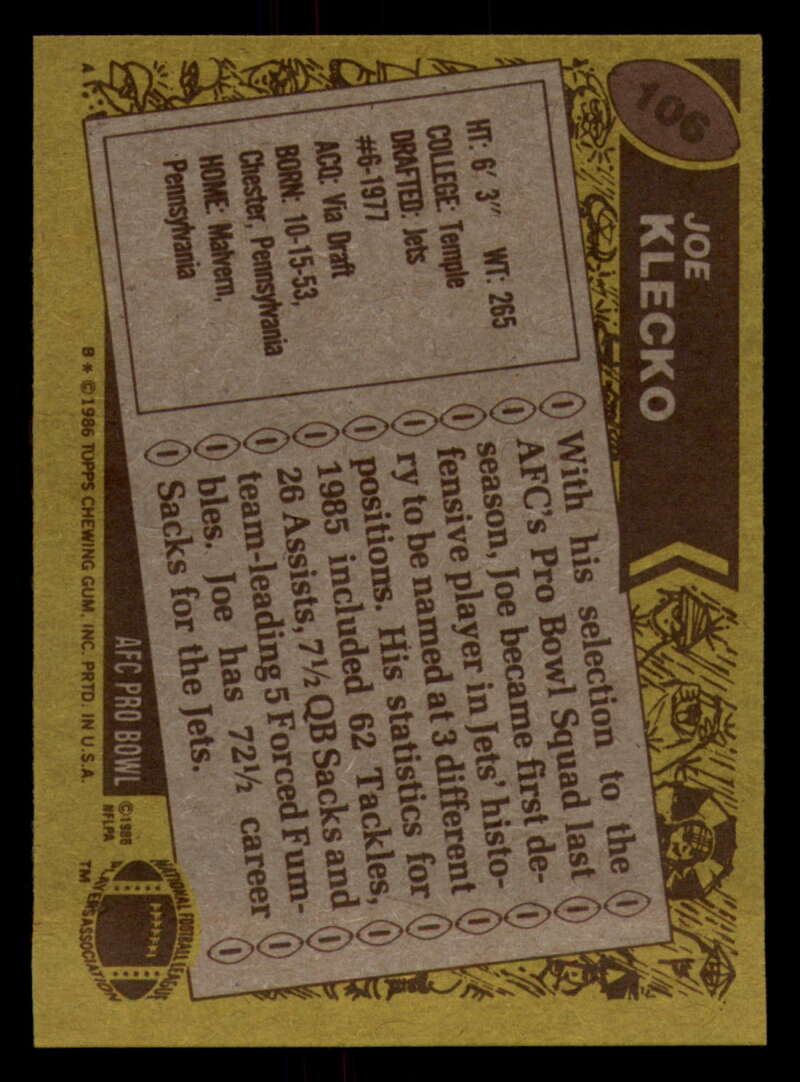 106
JOE
KLECKO
HT: 6′ 3″ WT: 265
COLLEGE: Temple
DRAFTED: Jets
#6-1977
ACQ: Via Draft
BORN: 10-15-53,
Chester, Pennsylvania
HOME: Malvern,
Pennsylvania
With his selection to the
AFC's Pro Bowl Squad last
season, Joe became first de-
fensive player in Jets' histo-
ry to be named at 3 different
positions. His statistics for
1985 included 62 Tackles,
26 Assists, 7½ QB Sacks and
team-leading 5 Forced Fum-
bles. Joe has 72½ career
Sacks for the Jets.
AFC PRO BOWL
©1986
NFLPA
NATIONAL FOOTBALL LEAGUE
PLAYERS ASSOCIATION
TM
A
B * © 1986 TOPPS CHEWING GUM, INC. PRTD. IN U.S.A.